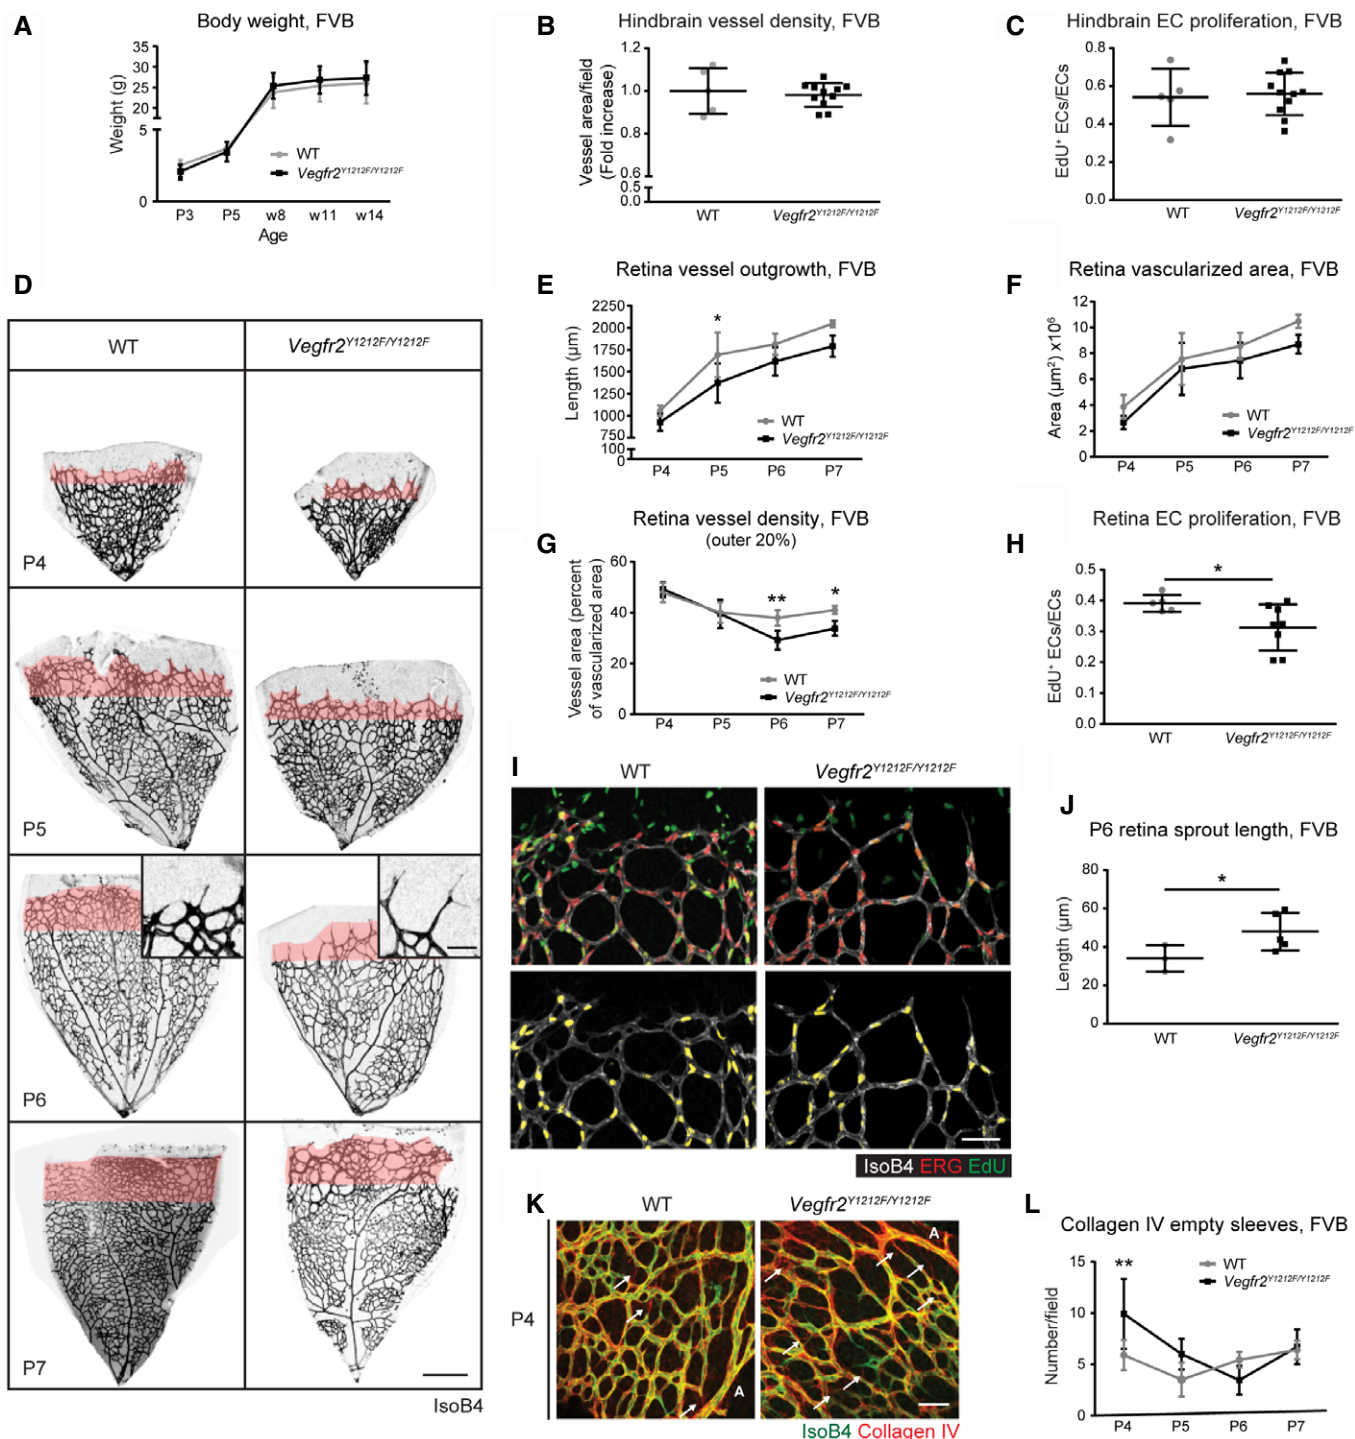 A
Body weight, FVB
Weight (g)
35
30
25
20
5
0
WT
Vegfr2Y1212F/Y1212F
P3 P5 w8 w11 w14
Age
B
Hindbrain vessel density, FVB
Vessel area/field
(Fold increase)
1.2
1.0
0.8
0.6
0.5
0.0
WT Vegfr2Y1212F/Y1212F
C
Hindbrain EC proliferation, FVB
EdU+ ECs/ECs
0.8
0.6
0.4
0.2
0.0
WT Vegfr2Y1212F/Y1212F
D
WT Vegfr2Y1212F/Y1212F
P4
P5
P6
P7
IsoB4
E
Retina vessel outgrowth, FVB
Length (µm)
2250
2000
1750
1500
1250
1000
750
100
0
*
WT
Vegfr2Y1212F/Y1212F
P4 P5 P6 P7
F
Retina vascularized area, FVB
Area (µm2) x106
12
10
8
6
4
2
0
WT
Vegfr2Y1212F/Y1212F
P4 P5 P6 P7
G
Retina vessel density, FVB
(outer 20%)
Vessel area (percent
of vascularized area)
60
40
20
0
** *
WT
Vegfr2Y1212F/Y1212F
P4 P5 P6 P7
H
Retina EC proliferation, FVB
EdU+ ECs/ECs
0.5
0.4
0.3
0.2
0.1
0.0
*
WT Vegfr2Y1212F/Y1212F
I
WT Vegfr2Y1212F/Y1212F
IsoB4 ERG EdU
J
P6 retina sprout length, FVB
Length (µm)
80
60
40
20
0
*
WT Vegfr2Y1212F/Y1212F
K
WT Vegfr2Y1212F/Y1212F
P4
A
A
IsoB4 Collagen IV
L
Collagen IV empty sleeves, FVB
Number/field
15
10
5
0
**
WT
Vegfr2Y1212F/Y1212F
P4 P5 P6 P7